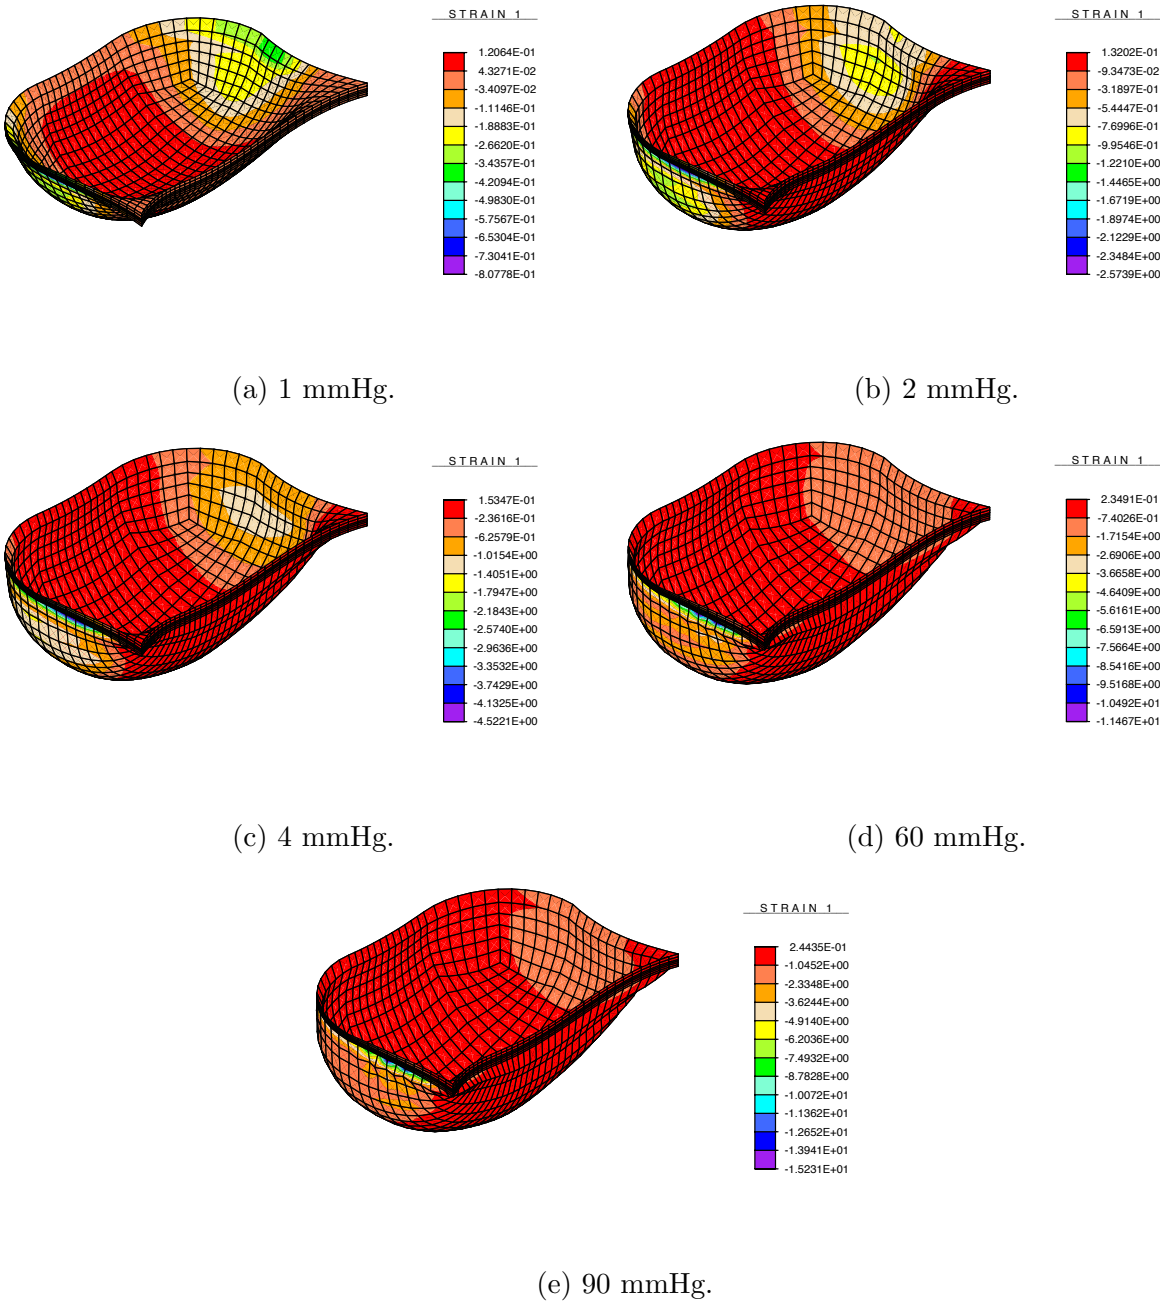 STRAIN 1
1.2064E-01
4.3271E-02
-3.4097E-02
-1.1146E-01
-1.8883E-01
-2.6620E-01
-3.4357E-01
-4.2094E-01
-4.9830E-01
-5.7567E-01
-6.5304E-01
-7.3041E-01
-8.0778E-01
(a) 1 mmHg.
STRAIN 1
1.3202E-01
-9.3473E-02
-3.1897E-01
-5.4447E-01
-7.6996E-01
-9.9546E-01
-1.2210E+00
-1.4465E+00
-1.6719E+00
-1.8974E+00
-2.1229E+00
-2.3484E+00
-2.5739E+00
(b) 2 mmHg.
STRAIN 1
1.5347E-01
-2.3616E-01
-6.2579E-01
-1.0154E+00
-1.4051E+00
-1.7947E+00
-2.1843E+00
-2.5740E+00
-2.9636E+00
-3.3532E+00
-3.7429E+00
-4.1325E+00
-4.5221E+00
(c) 4 mmHg.
STRAIN 1
2.3491E-01
-7.4026E-01
-1.7154E+00
-2.6906E+00
-3.6658E+00
-4.6409E+00
-5.6161E+00
-6.5913E+00
-7.5664E+00
-8.5416E+00
-9.5168E+00
-1.0492E+01
-1.1467E+01
(d) 60 mmHg.
STRAIN 1
2.4435E-01
-1.0452E+00
-2.3348E+00
-3.6244E+00
-4.9140E+00
-6.2036E+00
-7.4932E+00
-8.7828E+00
-1.0072E+01
-1.1362E+01
-1.2652E+01
-1.3941E+01
-1.5231E+01
(e) 90 mmHg.